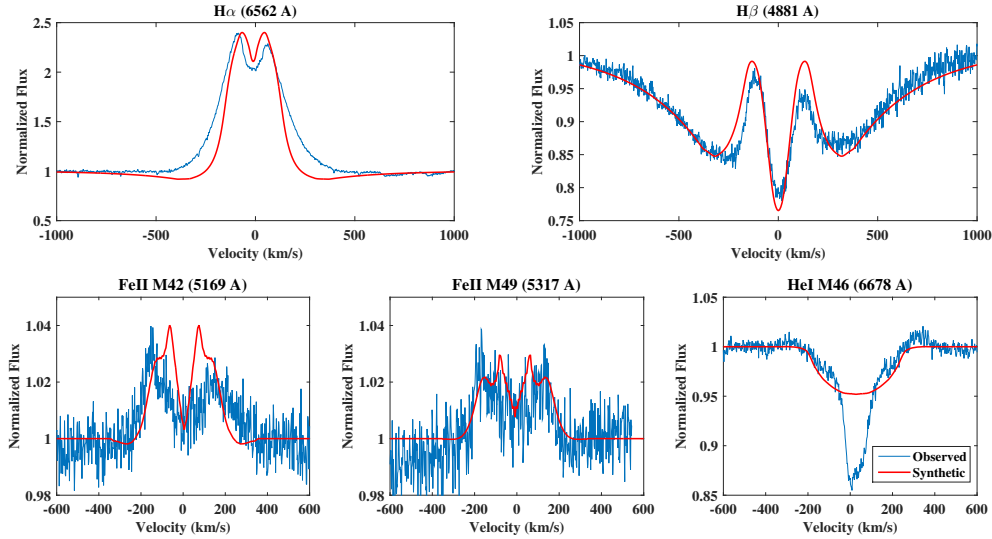 Hα (6562 A)
Normalized Flux
2.5
2
1.5
1
0.5
-1000 -500 0 500 1000
Velocity (km/s)
Hβ (4881 A)
Normalized Flux
1.05
1
0.95
0.9
0.85
0.8
0.75
-1000 -500 0 500 1000
Velocity (km/s)
FeII M42 (5169 A)
Normalized Flux
1.04
1.02
1
0.98
-600 -400 -200 0 200 400 600
Velocity (km/s)
FeII M49 (5317 A)
Normalized Flux
1.04
1.02
1
0.98
-600 -400 -200 0 200 400 600
Velocity (km/s)
HeI M46 (6678 A)
Normalized Flux
1.05
1
0.95
0.9
0.85
-600 -400 -200 0 200 400 600
Velocity (km/s)
Observed
Synthetic